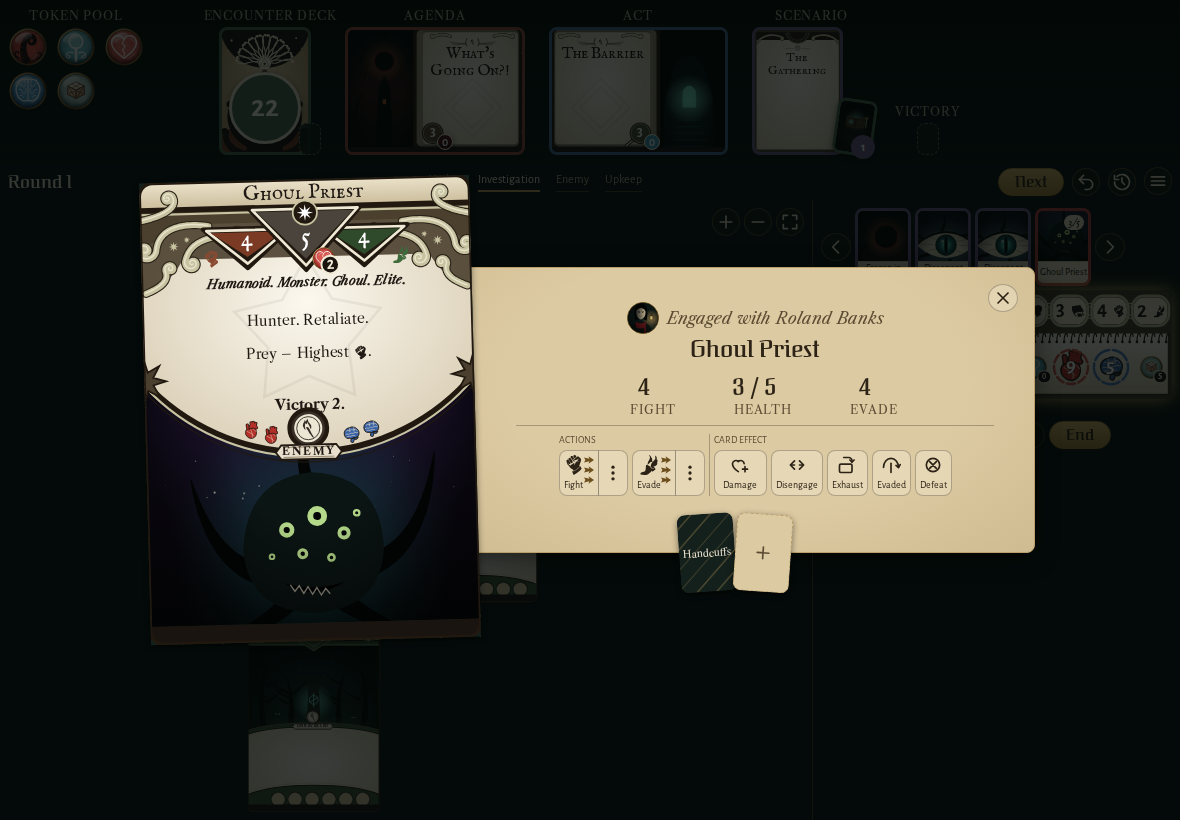 TOKEN POOL
ENCOUNTER DECK
AGENDA
ACT
SCENARIO
22
What's Going On?!
3
0
The Barrier
3
0
The Gathering
1
VICTORY
Round 1
Investigation
Enemy
Upkeep
Next
Ghoul Priest
4
5
4
2
Humanoid. Monster. Ghoul. Elite.
Hunter. Retaliate.
Prey – Highest .
Victory 2.
ENEMY
3/5
Ghoul Priest
3
4
2
0
9
5
5
End
Engaged with Roland Banks
Ghoul Priest
4
3 / 5
4
FIGHT
HEALTH
EVADE
ACTIONS
CARD EFFECT
Fight
Evade
Damage
Disengage
Exhaust
Evaded
Defeat
Handcuffs